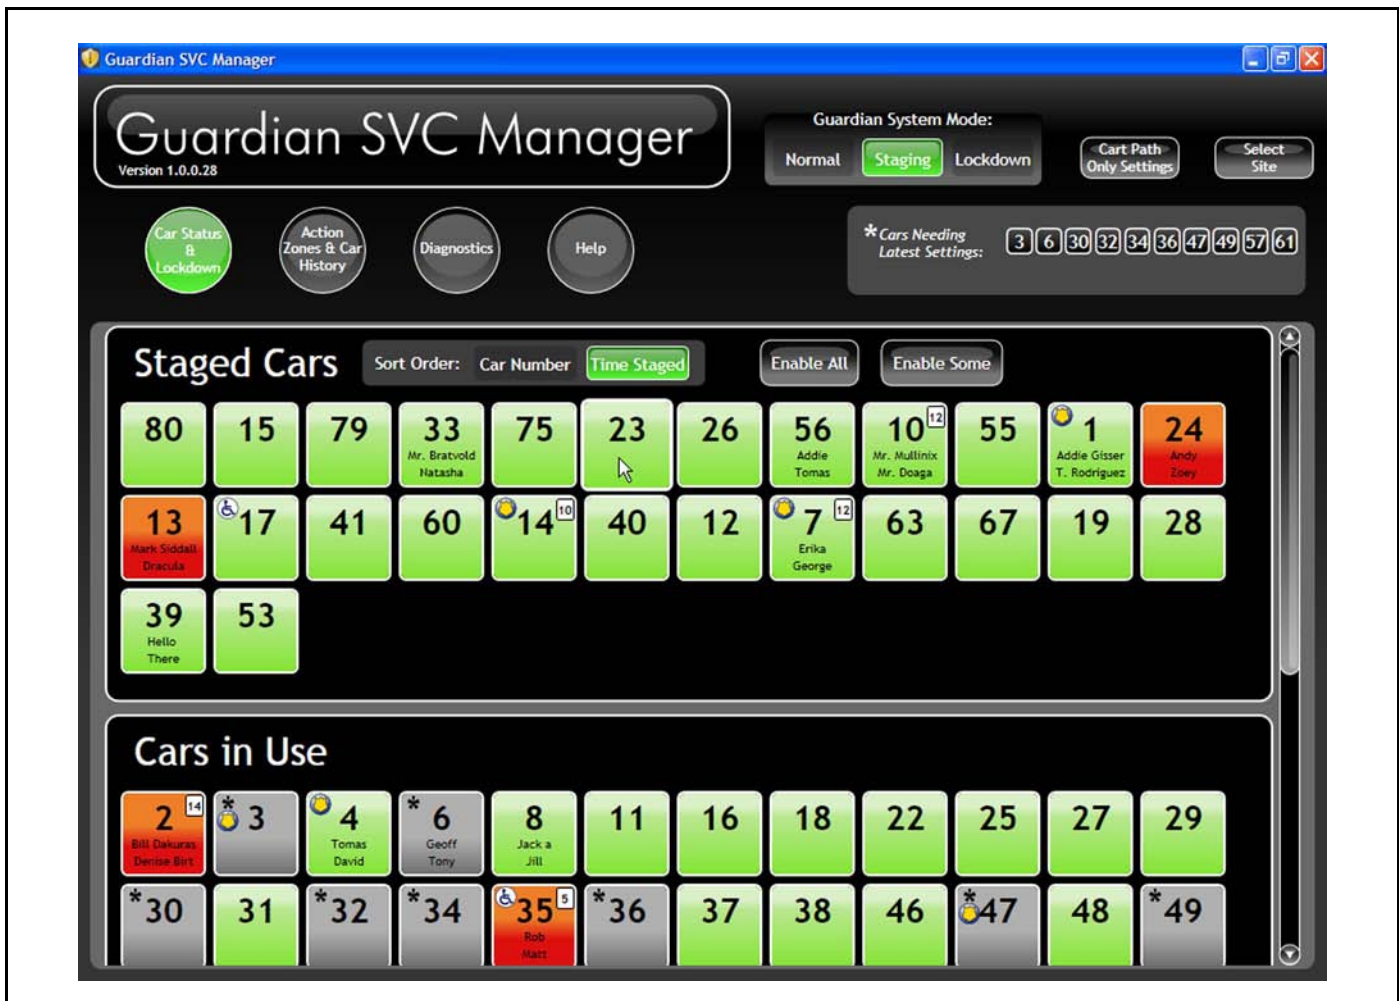 Guardian SVC Manager
Guardian SVC Manager
Version 1.0.0.28
Guardian System Mode:
Normal Staging Lockdown
Cart Path
Only Settings
Select
Site
Car Status
&
Lockdown
Action
Zones & Car
History
Diagnostics
Help
* Cars Needing
Latest Settings:
3 6 30 32 34 36 47 49 57 61
Staged Cars
Sort Order: Car Number Time Staged
Enable All
Enable Some
80
15
79
33
Mr. Bratvold
Natasha
75
23
26
56
Addie
Tomas
10 12
Mr. Mullinix
Mr. Doaga
55
1
Addie Gisser
T. Rodriguez
24
Andy
Zoey
13
Mark Siddall
Dracula
17
41
60
14 10
40
12
7 12
Erika
George
63
67
19
28
39
Hello
There
53
Cars in Use
2 14
Bill Dakuras
Denise Birt
* 3
4
Tomas
David
* 6
Geoff
Tony
8
Jack a
Jill
11
16
18
22
25
27
29
*30
31
*32
*34
35 5
Rob
Matt
*36
37
38
46
*47
48
*49